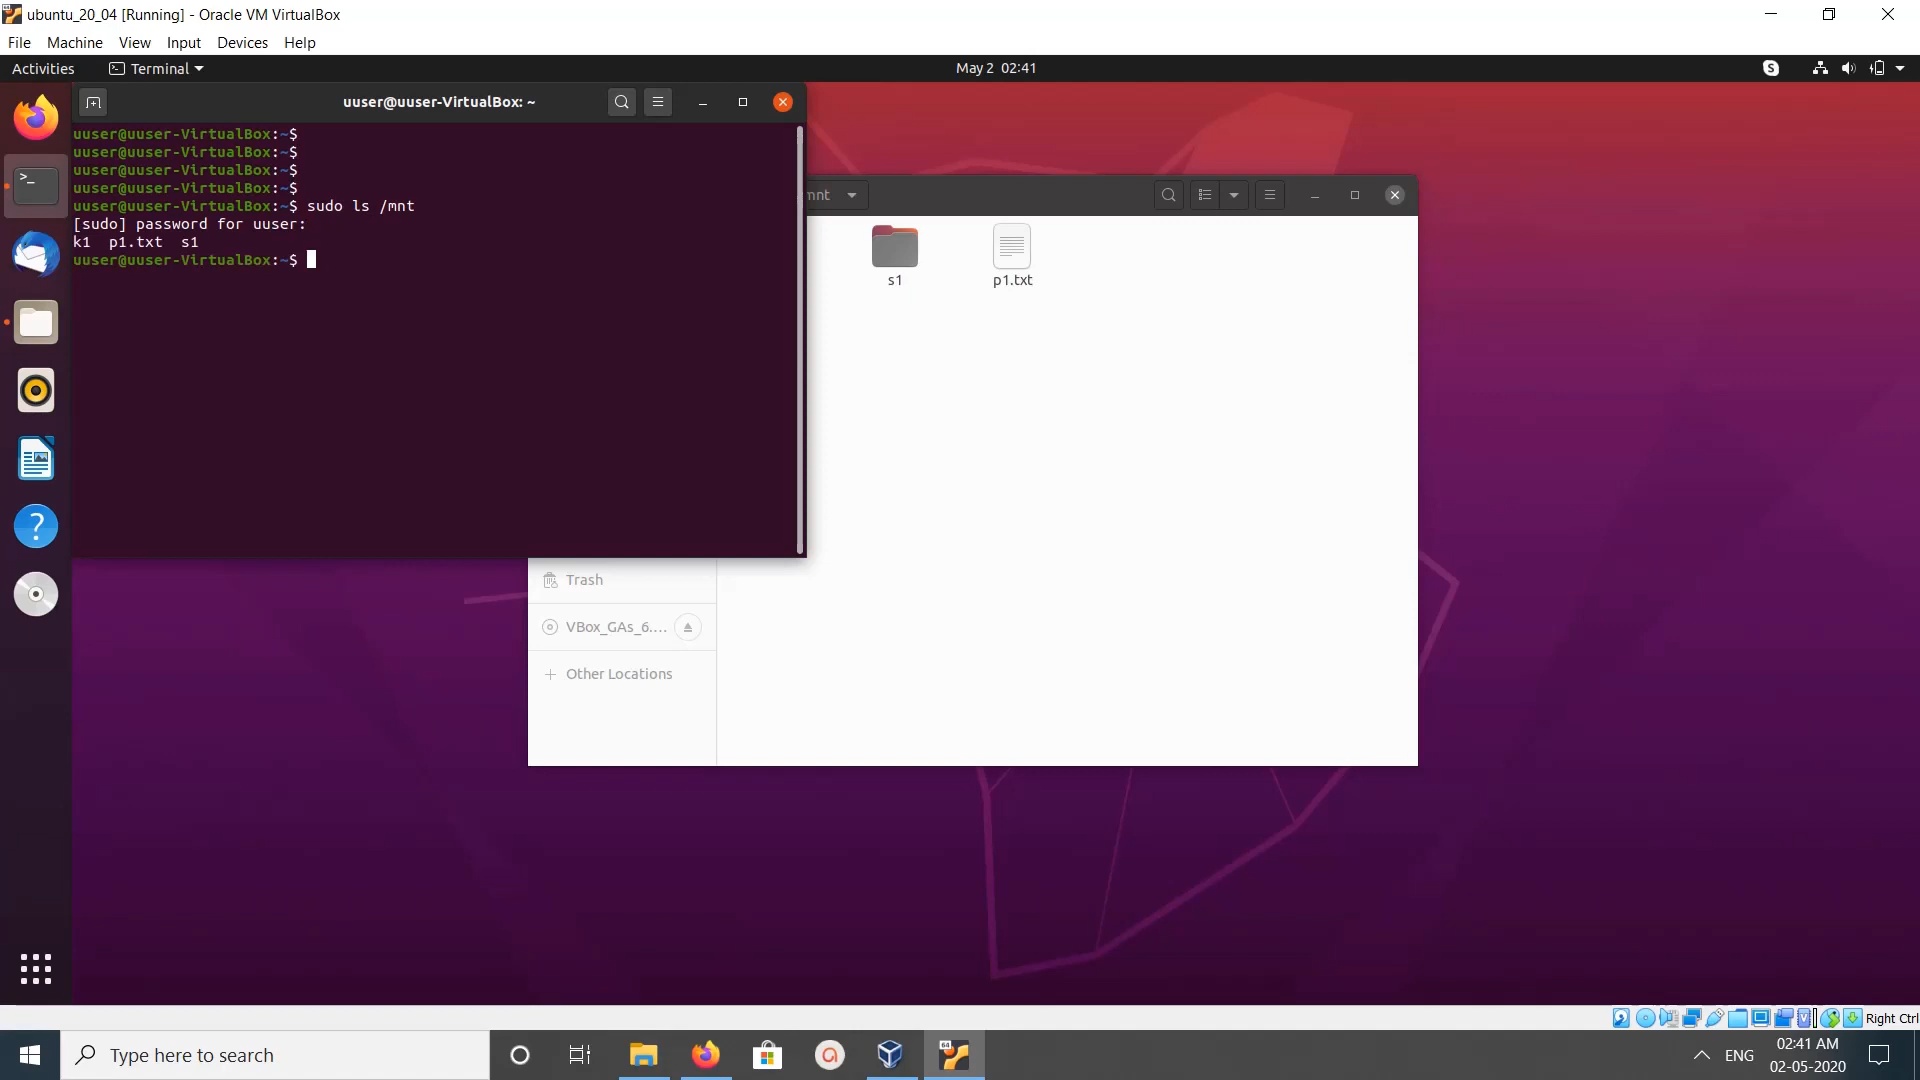 ubuntu_20_04 [Running] - Oracle VM VirtualBox
File Machine View Input Devices Help
Activities Terminal May 2 02:41
uuser@uuser-VirtualBox: ~
uuser@uuser-VirtualBox:~$
uuser@uuser-VirtualBox:~$
uuser@uuser-VirtualBox:~$
uuser@uuser-VirtualBox:~$
uuser@uuser-VirtualBox:~$ sudo ls /mnt
[sudo] password for uuser:
k1 p1.txt s1
uuser@uuser-VirtualBox:~$
mnt
s1 p1.txt
Trash
VBox_GAs_6....
Other Locations
Right Ctrl
Type here to search
ENG
02:41 AM
02-05-2020